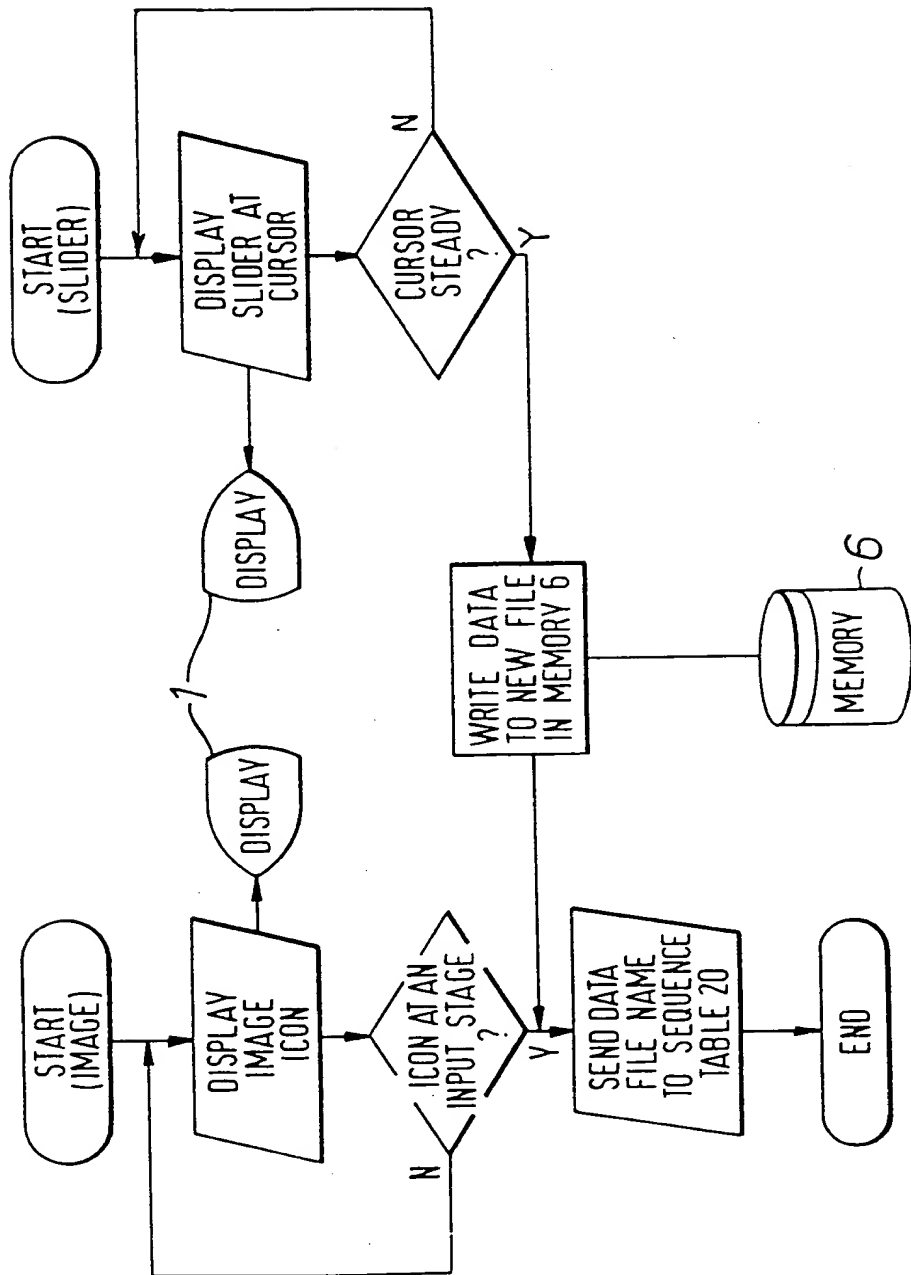 START
(IMAGE)
DISPLAY
IMAGE
ICON
DISPLAY
ICON AT AN
INPUT STAGE
?
N
Y
SEND DATA
FILE NAME
TO SEQUENCE
TABLE 20
END
1
START
(SLIDER)
DISPLAY
SLIDER AT
CURSOR
DISPLAY
CURSOR
STEADY
?
N
Y
WRITE DATA
TO NEW FILE
IN MEMORY 6
MEMORY
6